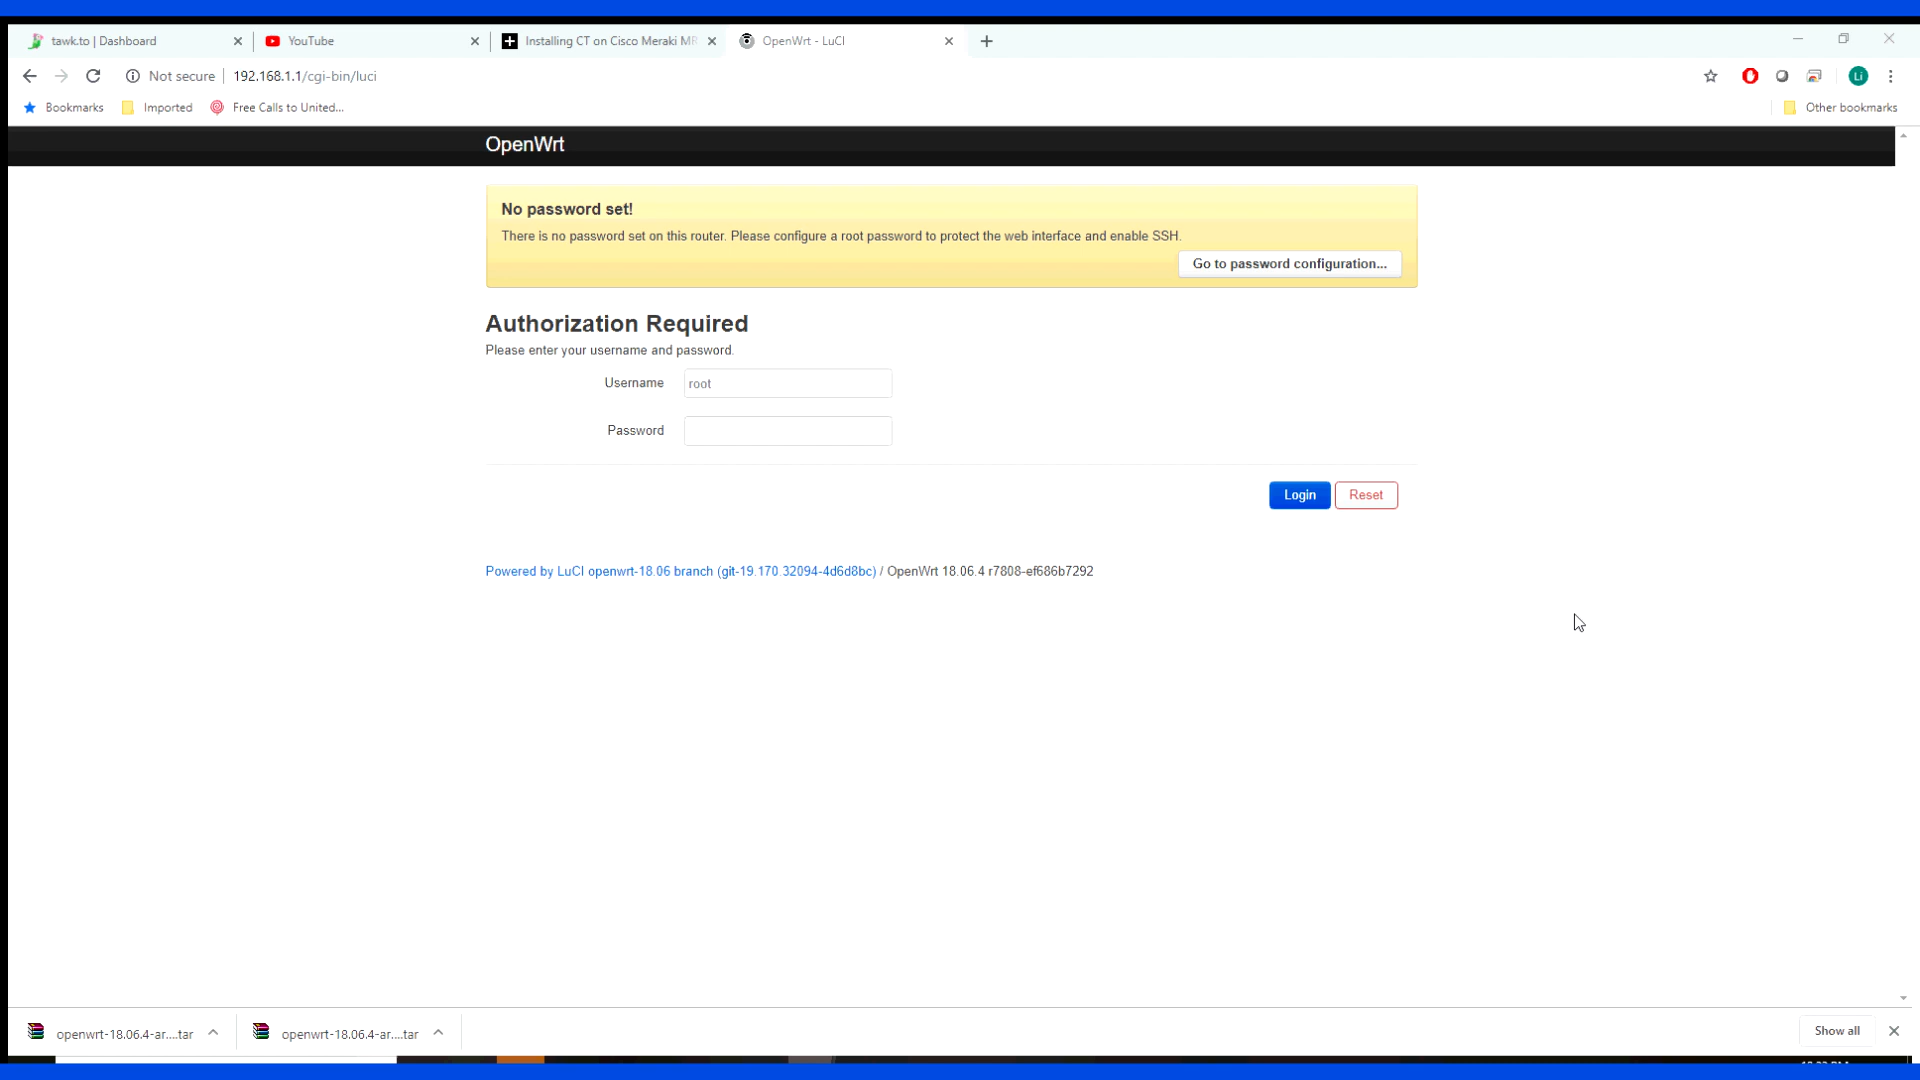 tawk.to | Dashboard
YouTube
Installing CT on Cisco Meraki MR
OpenWrt - LuCI
Not secure
192.168.1.1/cgi-bin/luci
Li
Bookmarks
Imported
Free Calls to United...
Other bookmarks
OpenWrt
No password set!
There is no password set on this router. Please configure a root password to protect the web interface and enable SSH.
Go to password configuration...
Authorization Required
Please enter your username and password.
Username
root
Password
Login
Reset
Powered by LuCI openwrt-18.06 branch (git-19.170.32094-4d6d8bc) / OpenWrt 18.06.4 r7808-ef686b7292
openwrt-18.06.4-ar....tar
openwrt-18.06.4-ar....tar
Show all